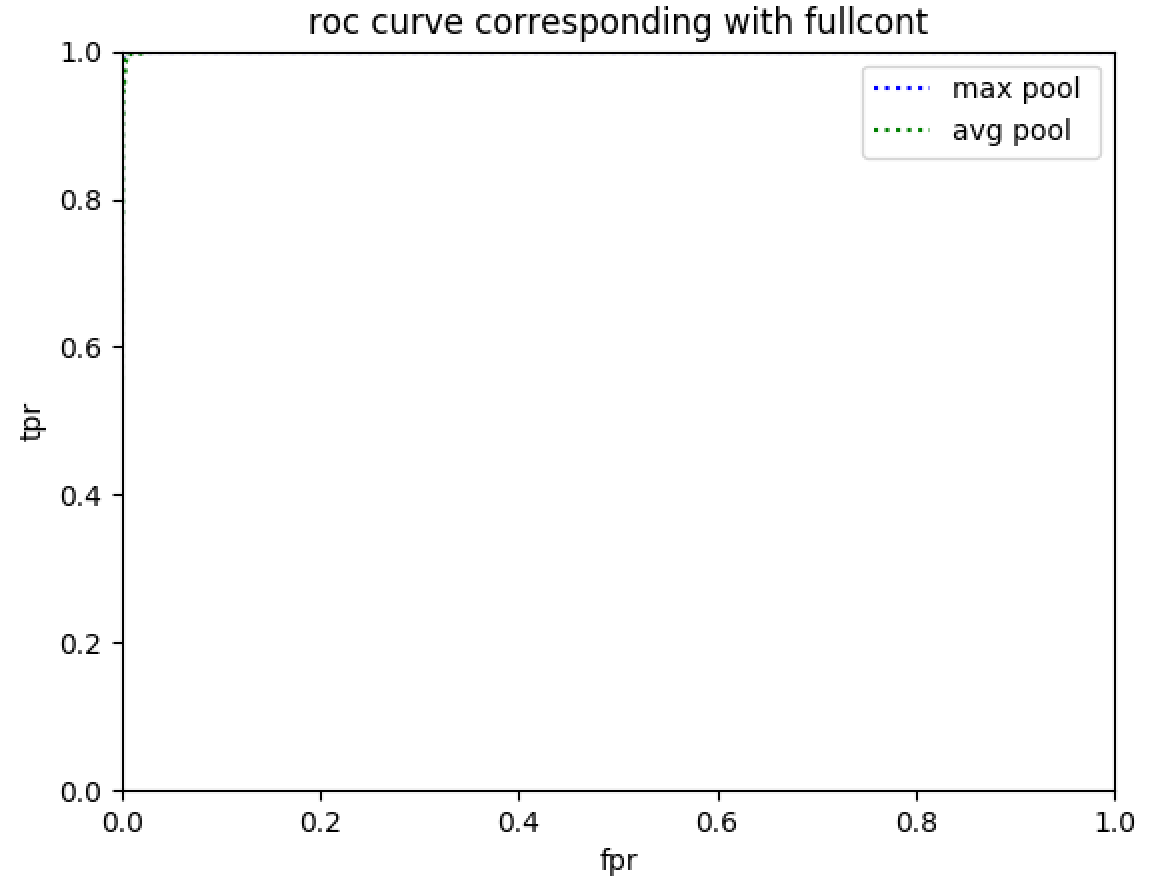 roc curve corresponding with fullcont
max pool
avg pool
1.0
0.8
0.6
0.4
0.2
0.0
tpr
0.0 0.2 0.4 0.6 0.8 1.0
fpr